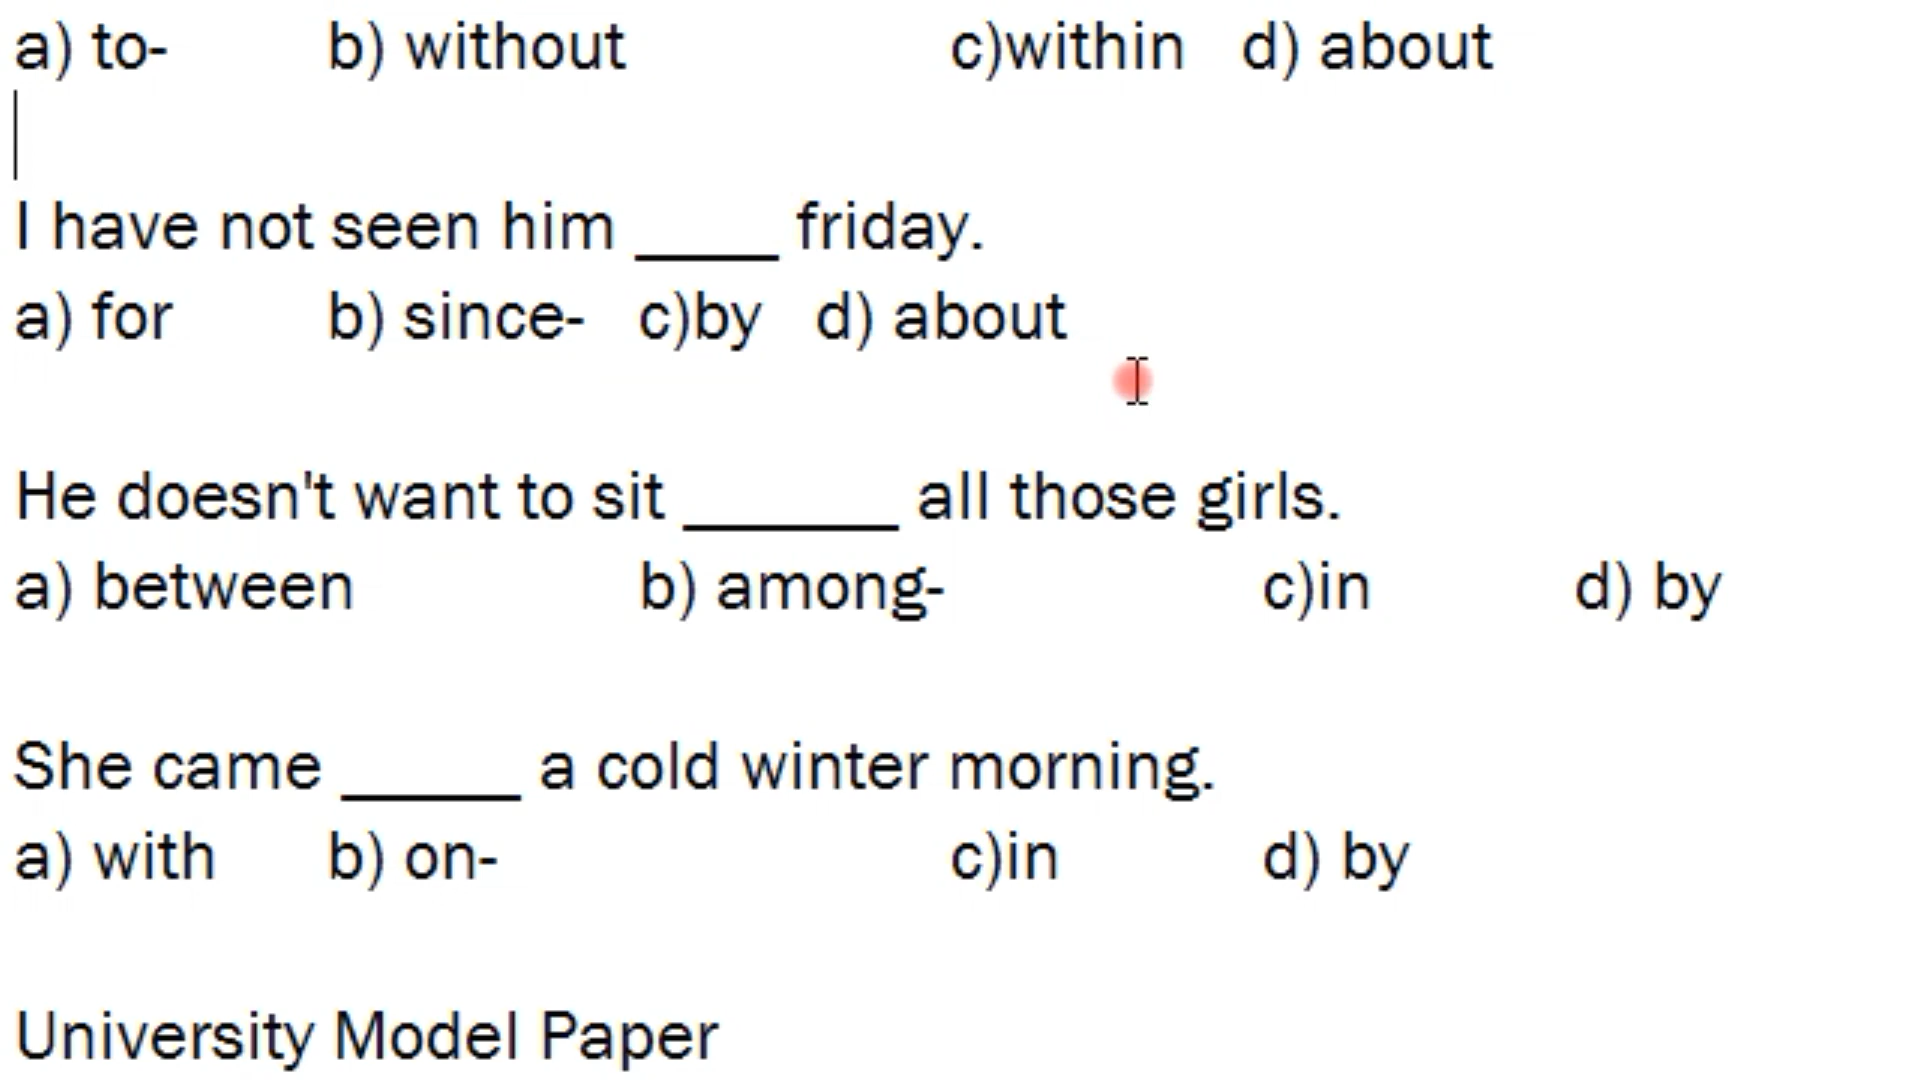 a) to- b) without c)within d) about
I have not seen him ____ friday.
a) for b) since- c)by d) about
He doesn't want to sit ______ all those girls.
a) between b) among- c)in d) by
She came _____ a cold winter morning.
a) with b) on- c)in d) by
University Model Paper